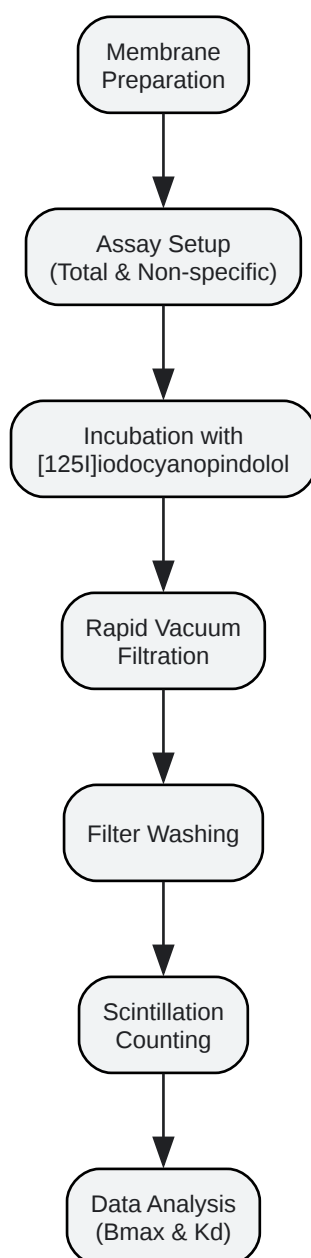 Membrane
Preparation
Assay Setup
(Total & Non-specific)
Incubation with
[125I]iodocyanopindolol
Rapid Vacuum
Filtration
Filter Washing
Scintillation
Counting
Data Analysis
(Bmax & Kd)